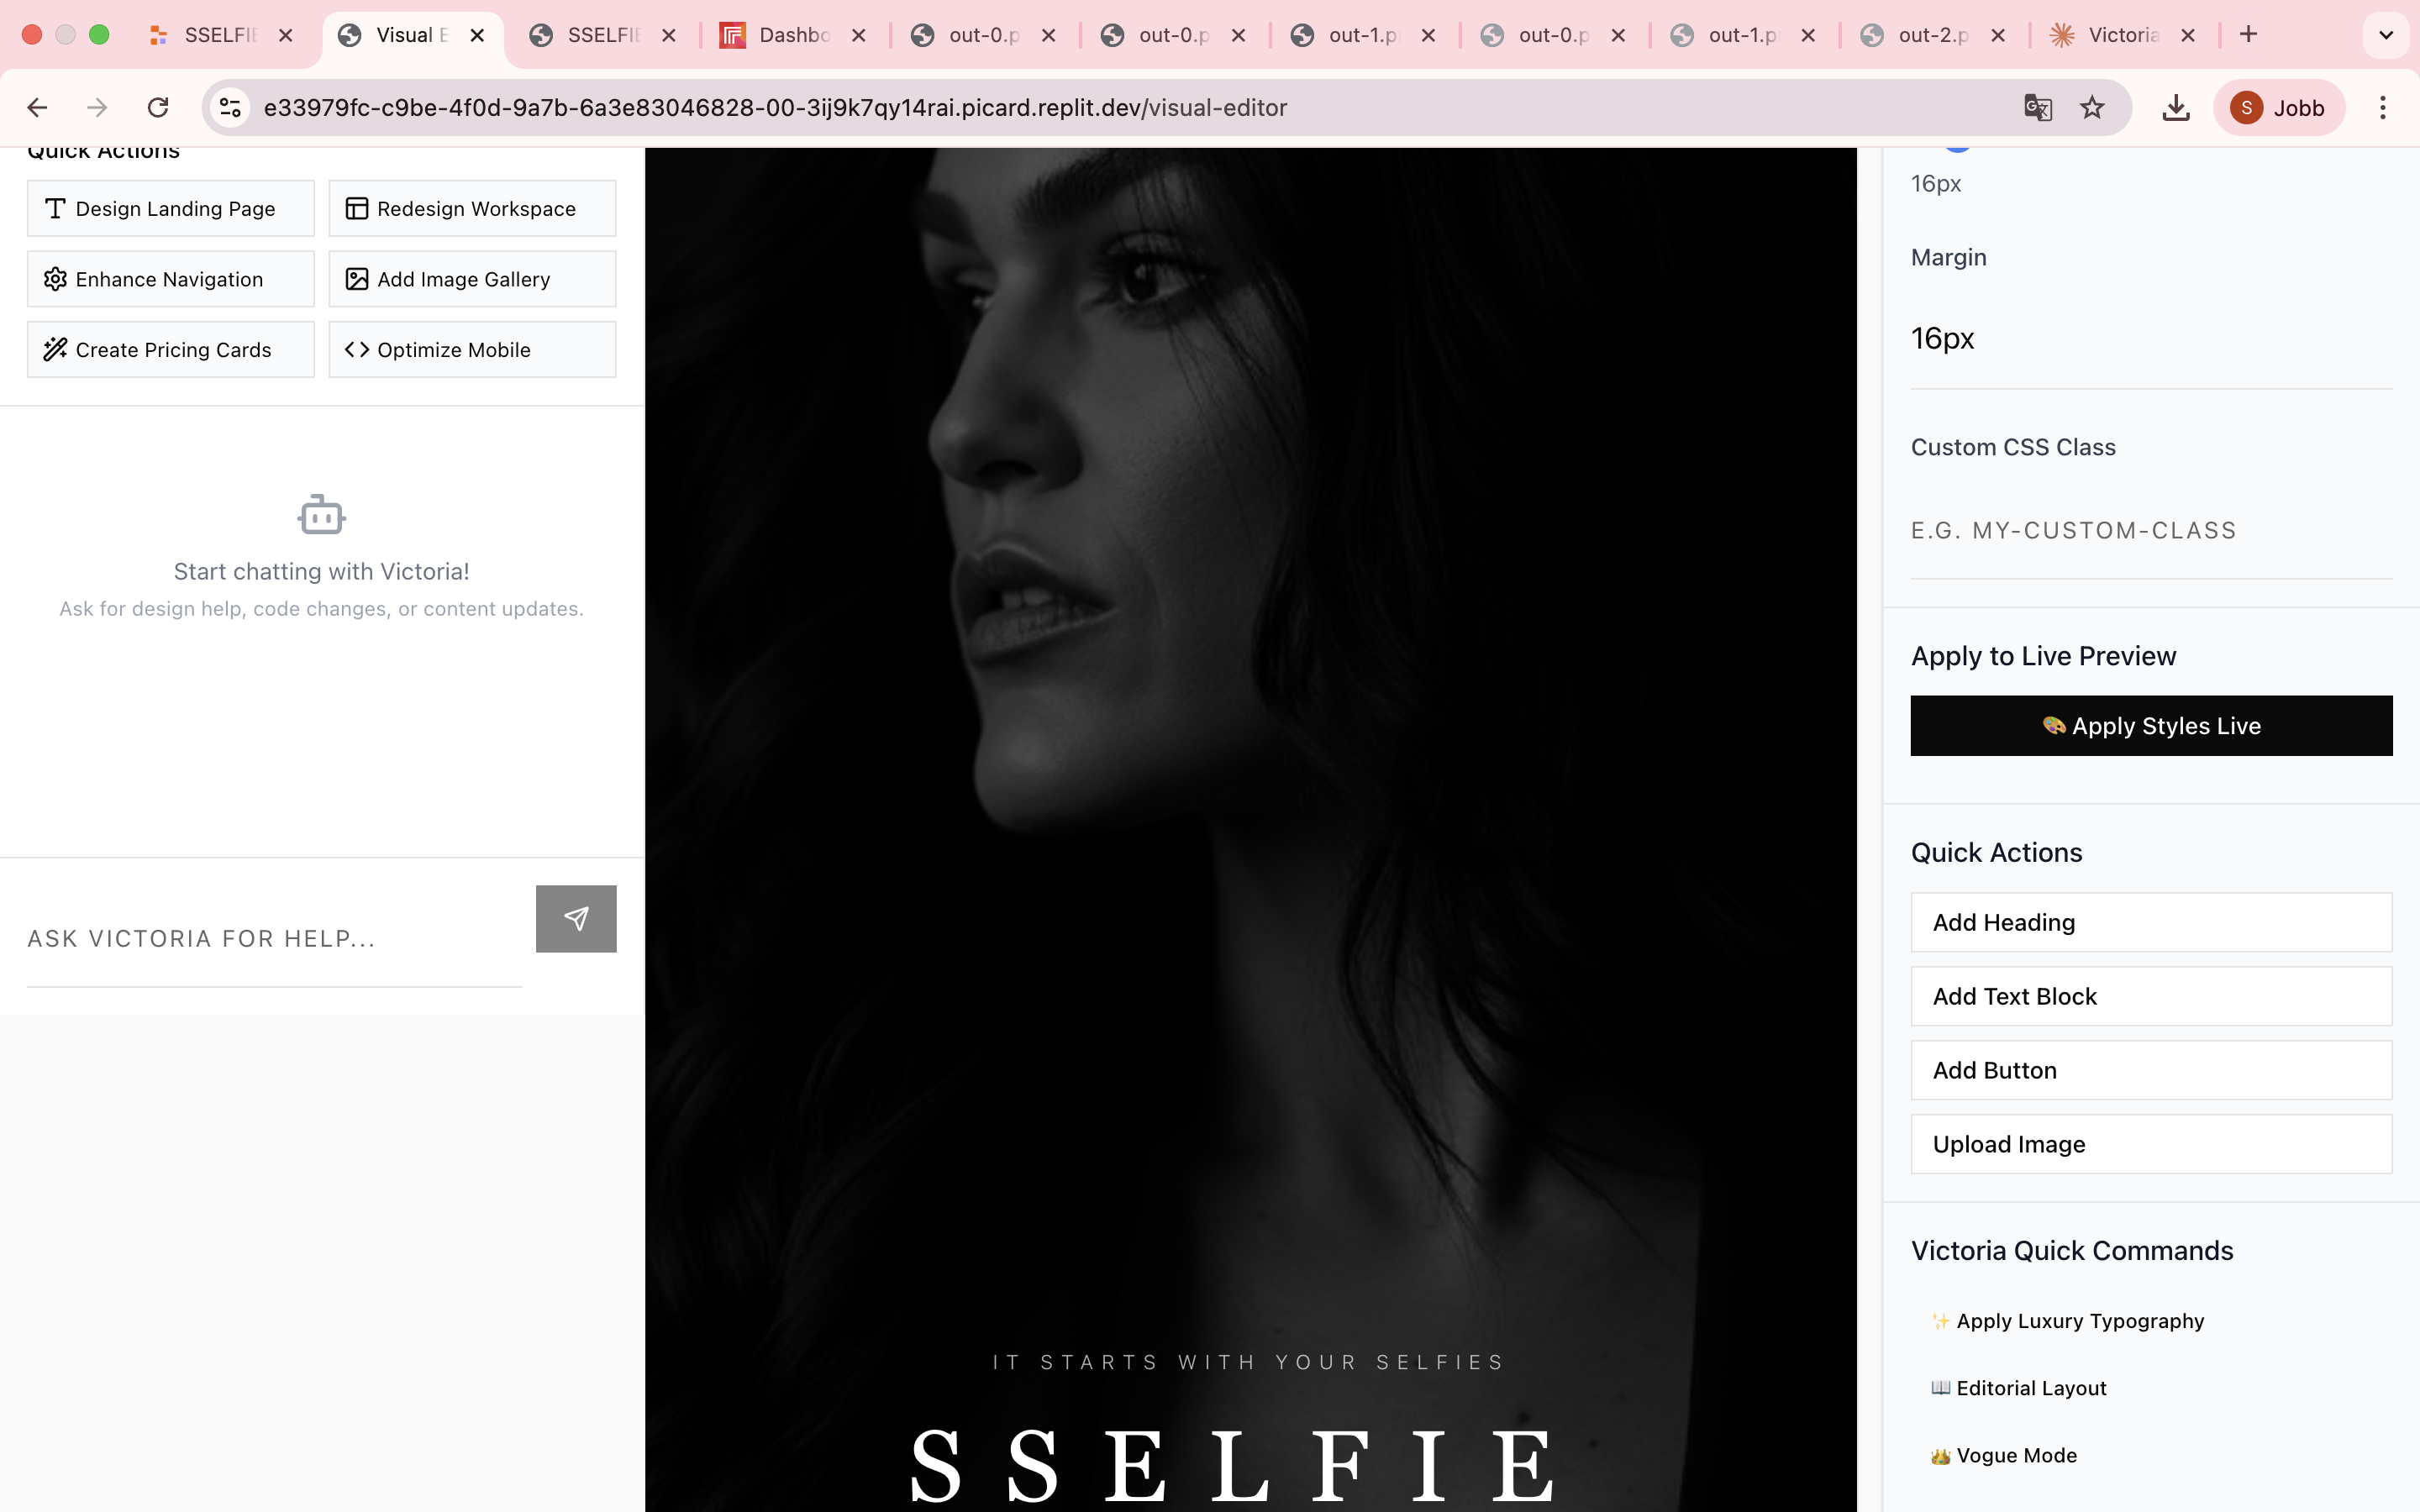 SSELFIE
Visual E
SSELFIE
Dashbo
out-0.p
out-0.p
out-1.p
out-0.p
out-1.p
out-2.p
Victoria
e33979fc-c9be-4f0d-9a7b-6a3e83046828-00-3ij9k7qy14rai.picard.replit.dev/visual-editor
S
Jobb
Quick Actions
Design Landing Page
Redesign Workspace
Enhance Navigation
Add Image Gallery
Create Pricing Cards
Optimize Mobile
Start chatting with Victoria!
Ask for design help, code changes, or content updates.
ASK VICTORIA FOR HELP...
IT STARTS WITH YOUR SELFIES
SSELFIE
16px
Margin
16px
Custom CSS Class
E.G. MY-CUSTOM-CLASS
Apply to Live Preview
🎨 Apply Styles Live
Quick Actions
Add Heading
Add Text Block
Add Button
Upload Image
Victoria Quick Commands
✨ Apply Luxury Typography
📖 Editorial Layout
👑 Vogue Mode